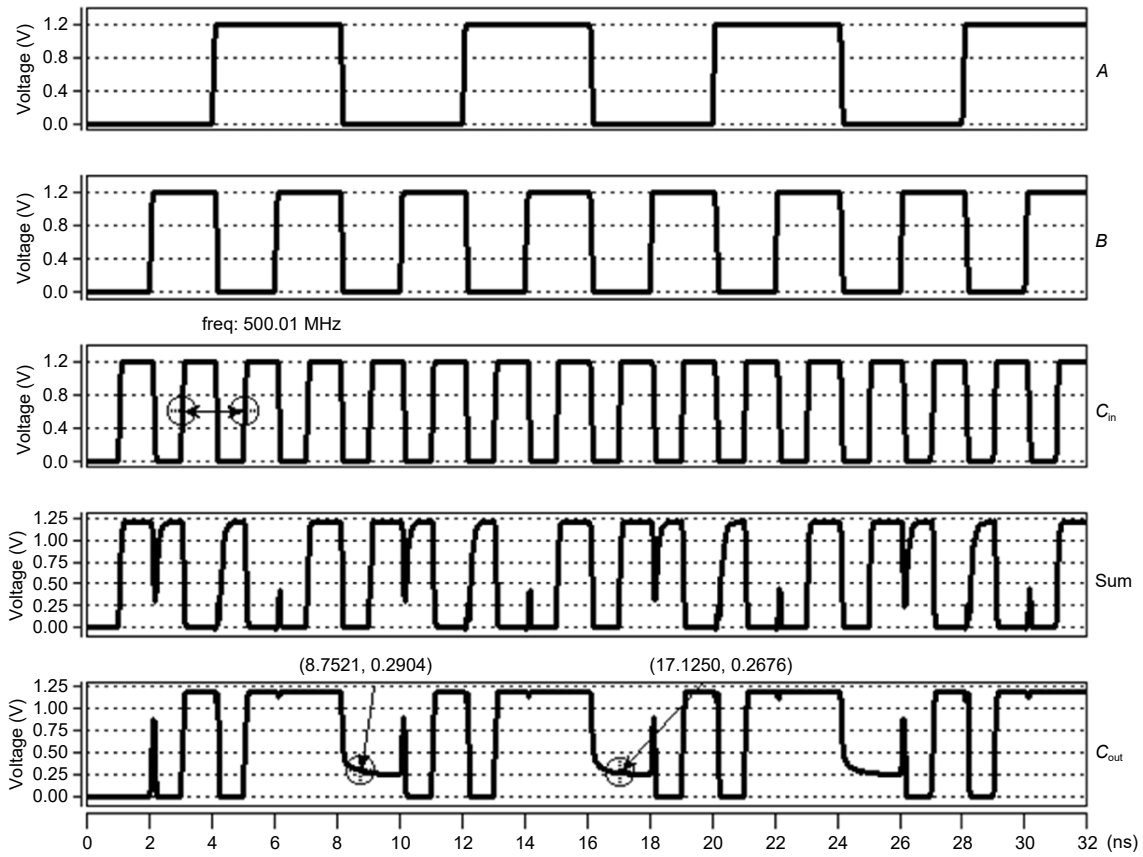 Voltage (V)
1.2
0.8
0.4
0.0
A
Voltage (V)
1.2
0.8
0.4
0.0
B
freq: 500.01 MHz
Voltage (V)
1.2
0.8
0.4
0.0
Cin
Voltage (V)
1.25
1.00
0.75
0.50
0.25
0.00
Sum
(8.7521, 0.2904) (17.1250, 0.2676)
Voltage (V)
1.25
1.00
0.75
0.50
0.25
0.00
Cout
0 2 4 6 8 10 12 14 16 18 20 22 24 26 28 30 32 (ns)